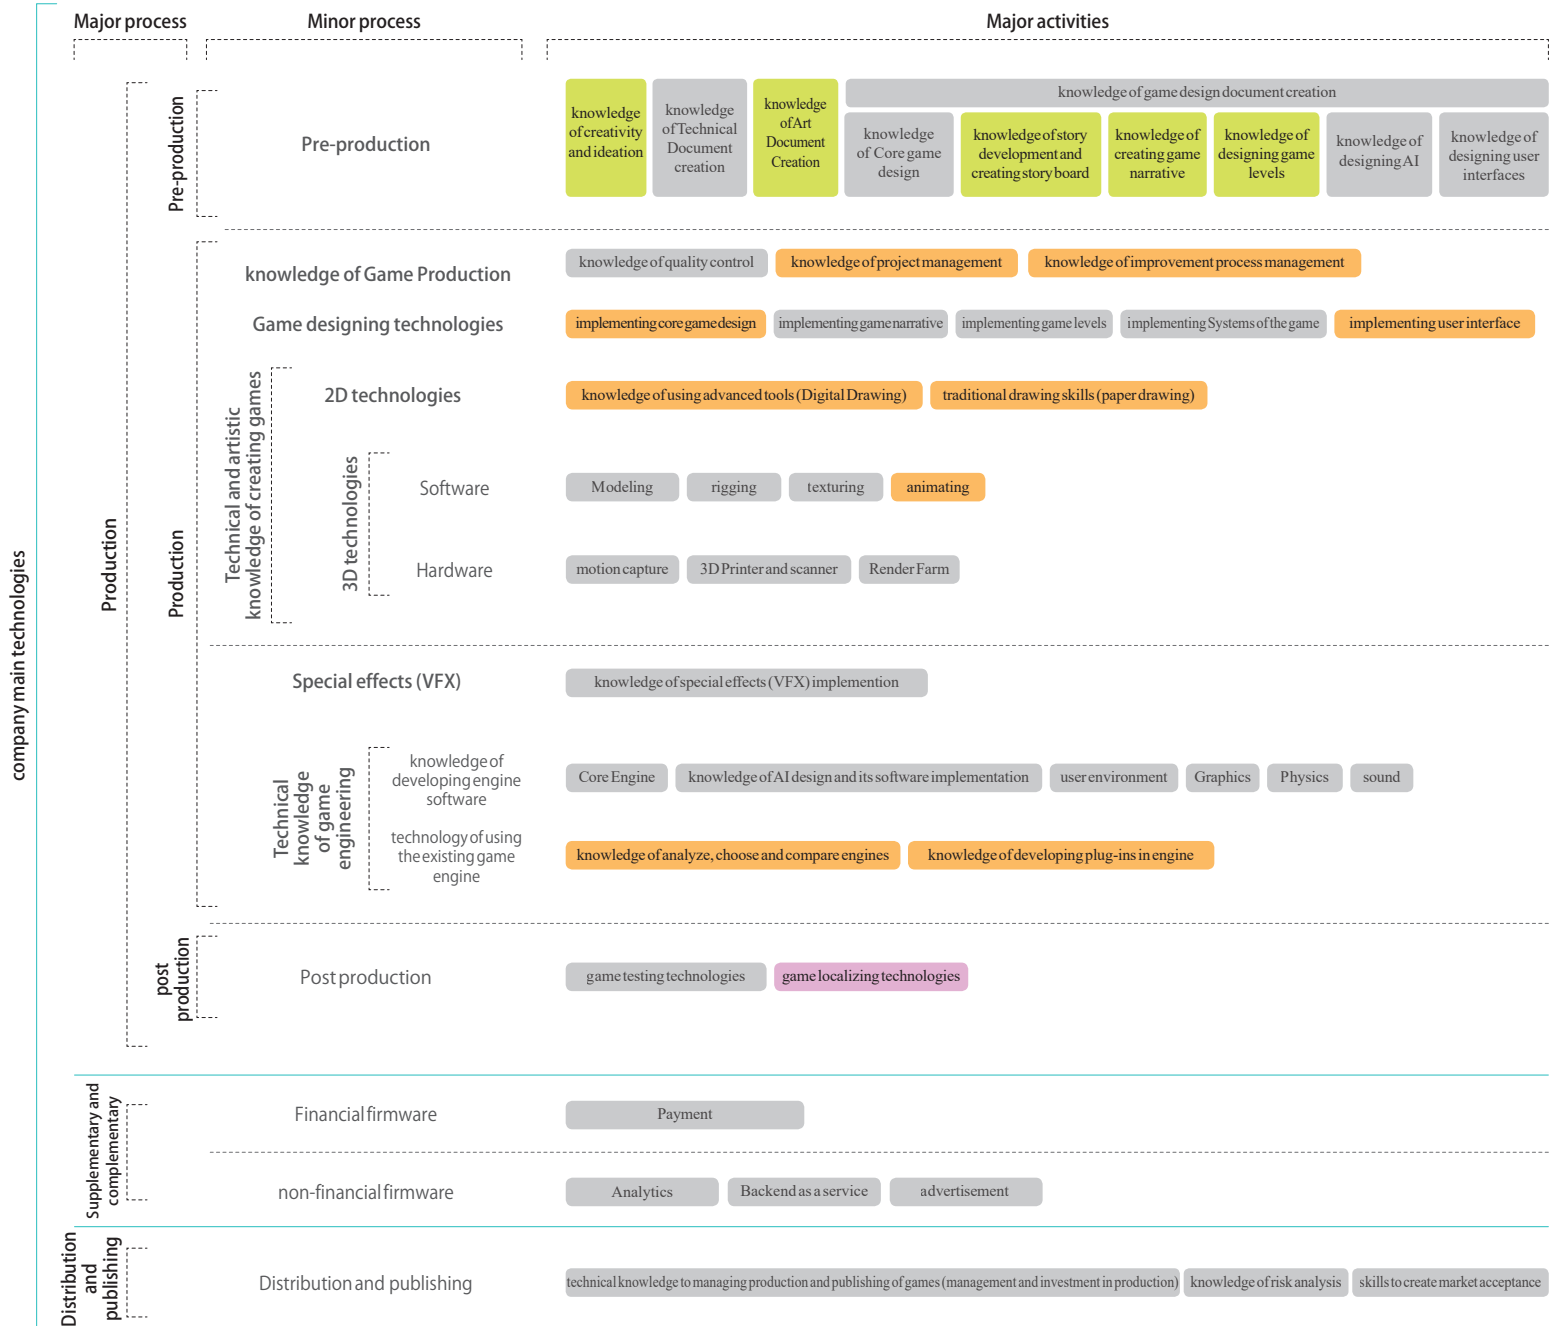 Major process
Minor process
Major activities
company main technologies
Production
Pre-production
Pre-production
knowledge
of creativity
and ideation
knowledge
of Technical
Document
creation
knowledge
of Art
Document
Creation
knowledge of game design document creation
knowledge
of Core game
design
knowledge of story
development and
creating story board
knowledge of
creating game
narrative
knowledge of
designing game
levels
knowledge of
designing AI
knowledge of
designing user
interfaces
Production
knowledge of Game Production
knowledge of quality control
knowledge of project management
knowledge of improvement process management
Game designing technologies
implementing core game design
implementing game narrative
implementing game levels
implementing Systems of the game
implementing user interface
Technical and artistic
knowledge of creating games
2D technologies
knowledge of using advanced tools (Digital Drawing)
traditional drawing skills (paper drawing)
3D technologies
Software
Modeling
rigging
texturing
animating
Hardware
motion capture
3D Printer and scanner
Render Farm
Special effects (VFX)
knowledge of special effects (VFX) implemention
Technical
knowledge
of game
engineering
knowledge of
developing engine
software
Core Engine
knowledge of AI design and its software implementation
user environment
Graphics
Physics
sound
technology of using
the existing game
engine
knowledge of analyze, choose and compare engines
knowledge of developing plug-ins in engine
post
production
Post production
game testing technologies
game localizing technologies
Supplementary and
complementary
Financial firmware
Payment
non-financial firmware
Analytics
Backend as a service
advertisement
Distribution
and
publishing
Distribution and publishing
technical knowledge to managing production and publishing of games (management and investment in production)
knowledge of risk analysis
skills to create market acceptance